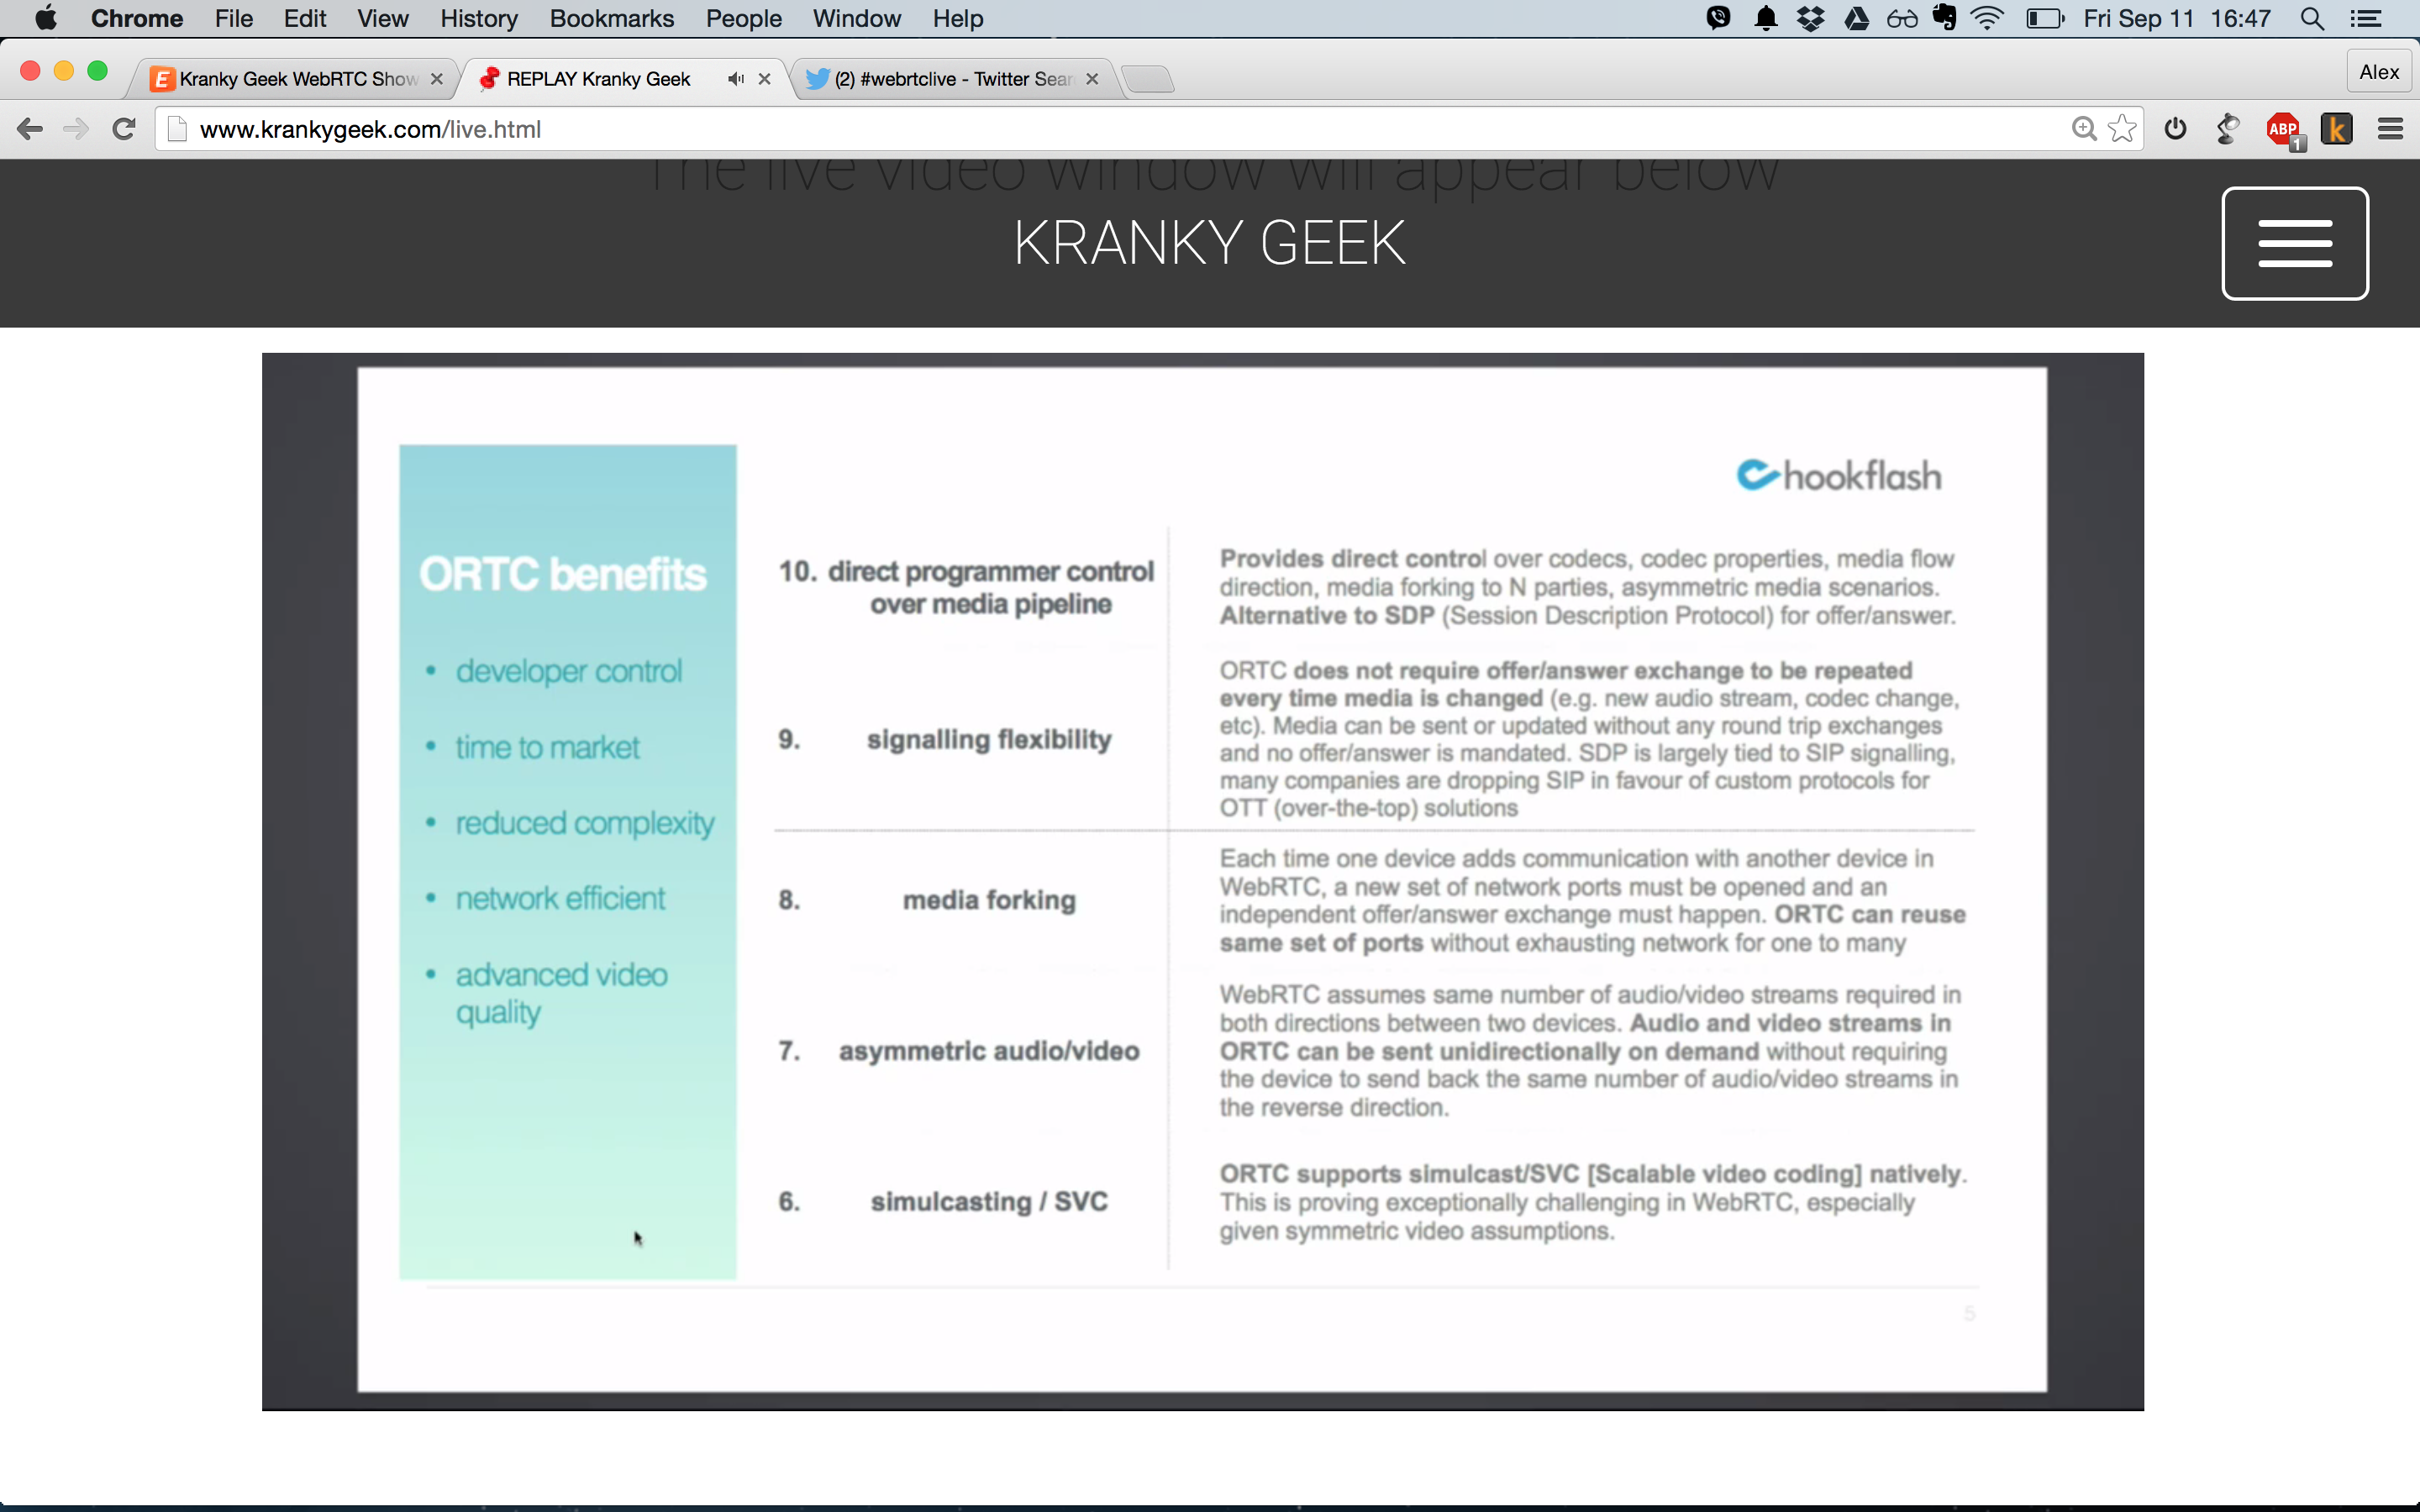 Chrome File Edit View History Bookmarks People Window Help Fri Sep 11 16:47
Kranky Geek WebRTC Show REPLAY Kranky Geek (2) #webrtclive - Twitter Sear Alex
www.krankygeek.com/live.html ABP 1 k
The live video window will appear below
KRANKY GEEK
hookflash
ORTC benefits
• developer control
• time to market
• reduced complexity
• network efficient
• advanced video
quality
10. direct programmer control
over media pipeline
Provides direct control over codecs, codec properties, media flow
direction, media forking to N parties, asymmetric media scenarios.
Alternative to SDP (Session Description Protocol) for offer/answer.
9. signalling flexibility
ORTC does not require offer/answer exchange to be repeated
every time media is changed (e.g. new audio stream, codec change,
etc). Media can be sent or updated without any round trip exchanges
and no offer/answer is mandated. SDP is largely tied to SIP signalling,
many companies are dropping SIP in favour of custom protocols for
OTT (over-the-top) solutions
8. media forking
Each time one device adds communication with another device in
WebRTC, a new set of network ports must be opened and an
independent offer/answer exchange must happen. ORTC can reuse
same set of ports without exhausting network for one to many
7. asymmetric audio/video
WebRTC assumes same number of audio/video streams required in
both directions between two devices. Audio and video streams in
ORTC can be sent unidirectionally on demand without requiring
the device to send back the same number of audio/video streams in
the reverse direction.
6. simulcasting / SVC
ORTC supports simulcast/SVC [Scalable video coding] natively.
This is proving exceptionally challenging in WebRTC, especially
given symmetric video assumptions.
5